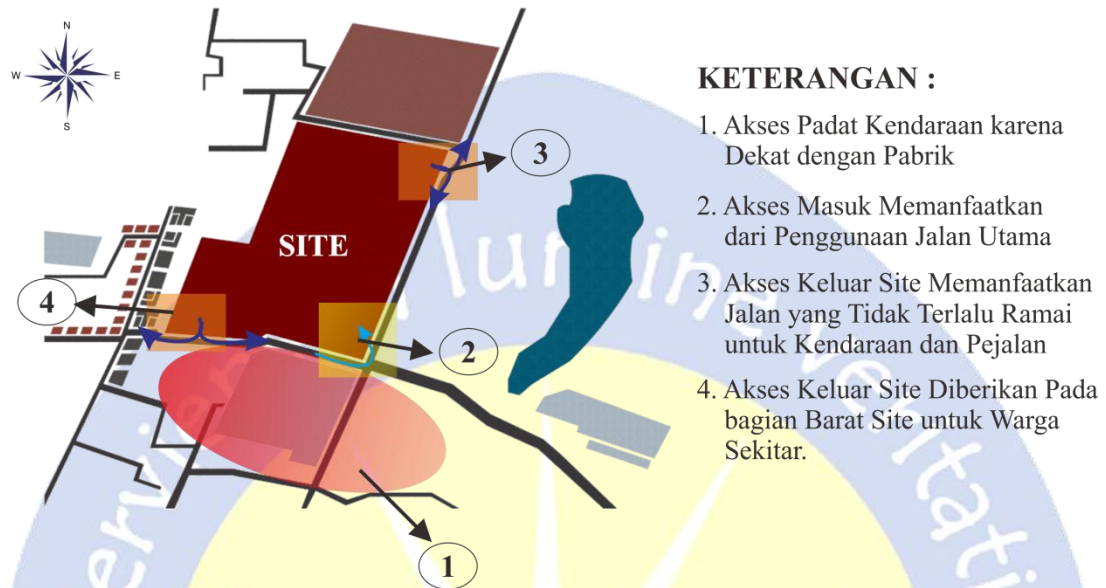 N
W E
S
SITE
3
4
2
1
KETERANGAN :
1. Akses Padat Kendaraan karena
Dekat dengan Pabrik
2. Akses Masuk Memanfaatkan
dari Penggunaan Jalan Utama
3. Akses Keluar Site Memanfaatkan
Jalan yang Tidak Terlalu Ramai
untuk Kendaraan dan Pejalan
4. Akses Keluar Site Diberikan Pada
bagian Barat Site untuk Warga
Sekitar.